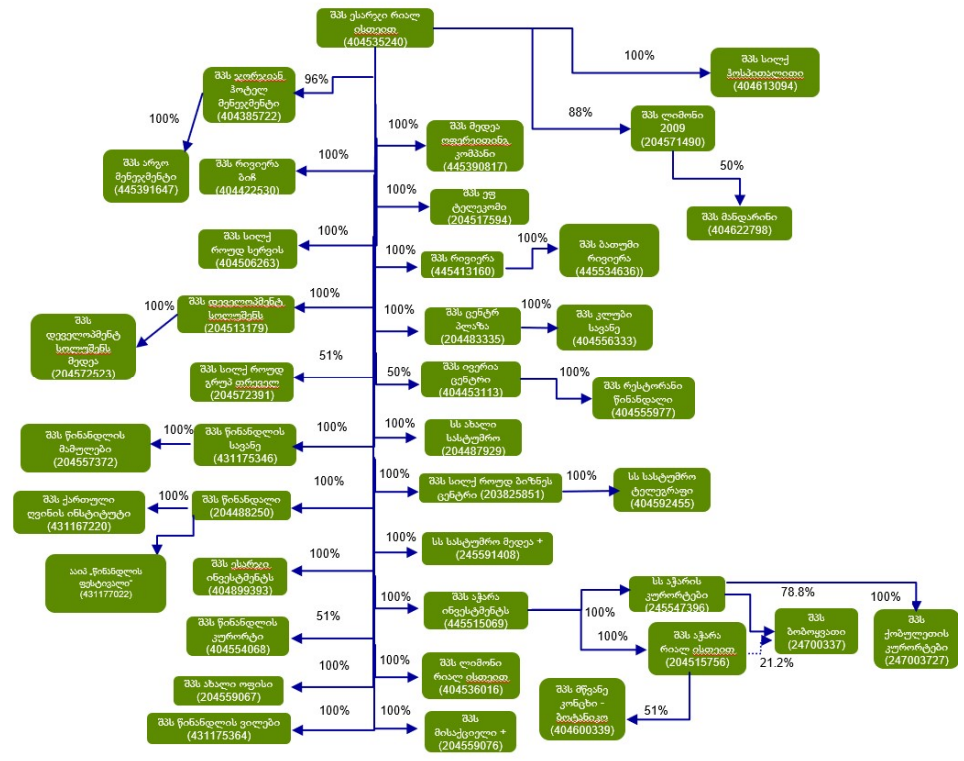 შპს ესარჯი რიალ
ისთეით
(404535240)
100%
შპს სილქ
ჰოსპიტალითი
(404613094)
შპს ჯორჯიან
ჰოტელ
მენეჯმენტი
(404385722)
96%
100%
შპს არგო
მენეჯმენტი
(445391647)
88%
შპს ლიმონი
2009
(204571490)
50%
შპს მანდარინი
(404622798)
100%
შპს მედეა
ოფერეითინგ
კომპანი
(445390817)
100%
შპს რივიერა
ბიჩ
(404422530)
100%
შპს ეფ
ტელეკომი
(204517594)
100%
შპს სილქ
როუდ სერვის
(404506263)
100%
შპს რივიერა
(445413160)
100%
შპს ბათუმი
რივიერა
(445534636))
100%
შპს დეველოპმენტ
სოლუშენს
(204513179)
100%
შპს
დეველოპმენტ
სოლუშენს
მედეა
(204572523)
100%
შპს ცენტრ
პლაზა
(204483335)
100%
შპს კლუბი
სავანე
(404556333)
51%
შპს სილქ როუდ
გრუპ თრეველ
(204572391)
50%
შპს ივერია
ცენტრი
(404453113)
100%
შპს რესტორანი
წინანდალი
(404555977)
100%
შპს წინანდლის
სავანე
(431175346)
100%
შპს წინანდლის
მამულები
(204557372)
100%
სს ახალი
სასტუმრო
(204487929)
100%
შპს სილქ როუდ ბიზნეს
ცენტრი (203825851)
100%
სს სასტუმრო
ტელეგრაფი
(404592455)
100%
შპს წინანდალი
(204488250)
100%
შპს ქართული
ღვინის ინსტიტუტი
(431167220)
ააიპ „წინანდლის
ფესტივალი“
(431177022)
100%
სს სასტუმრო მედეა +
(245591408)
100%
შპს ესარჯი
ინვესტმენტს
(404899393)
100%
შპს აჭარა
ინვესტმენტს
(445515069)
100%
სს აჭარის
კურორტები
(245547396)
78.8%
100%
შპს
ბობოყვათი
(24700337)
შპს
ქობულეთის
კურორტები
(247003727)
100%
შპს აჭარა
რიალ ისთეით
(204515756)
21.2%
51%
შპს მწვანე
კონცხი -
ბოტანიკო
(404600339)
51%
შპს წინანდლის
კურორტი
(404554068)
100%
შპს ლიმონი
რიალ ისთეით
(404536016)
100%
შპს ახალი ოფისი
(204559067)
100%
შპს წინანდლის ვილები
(431175364)
100%
შპს
მისაქციელი +
(204559076)